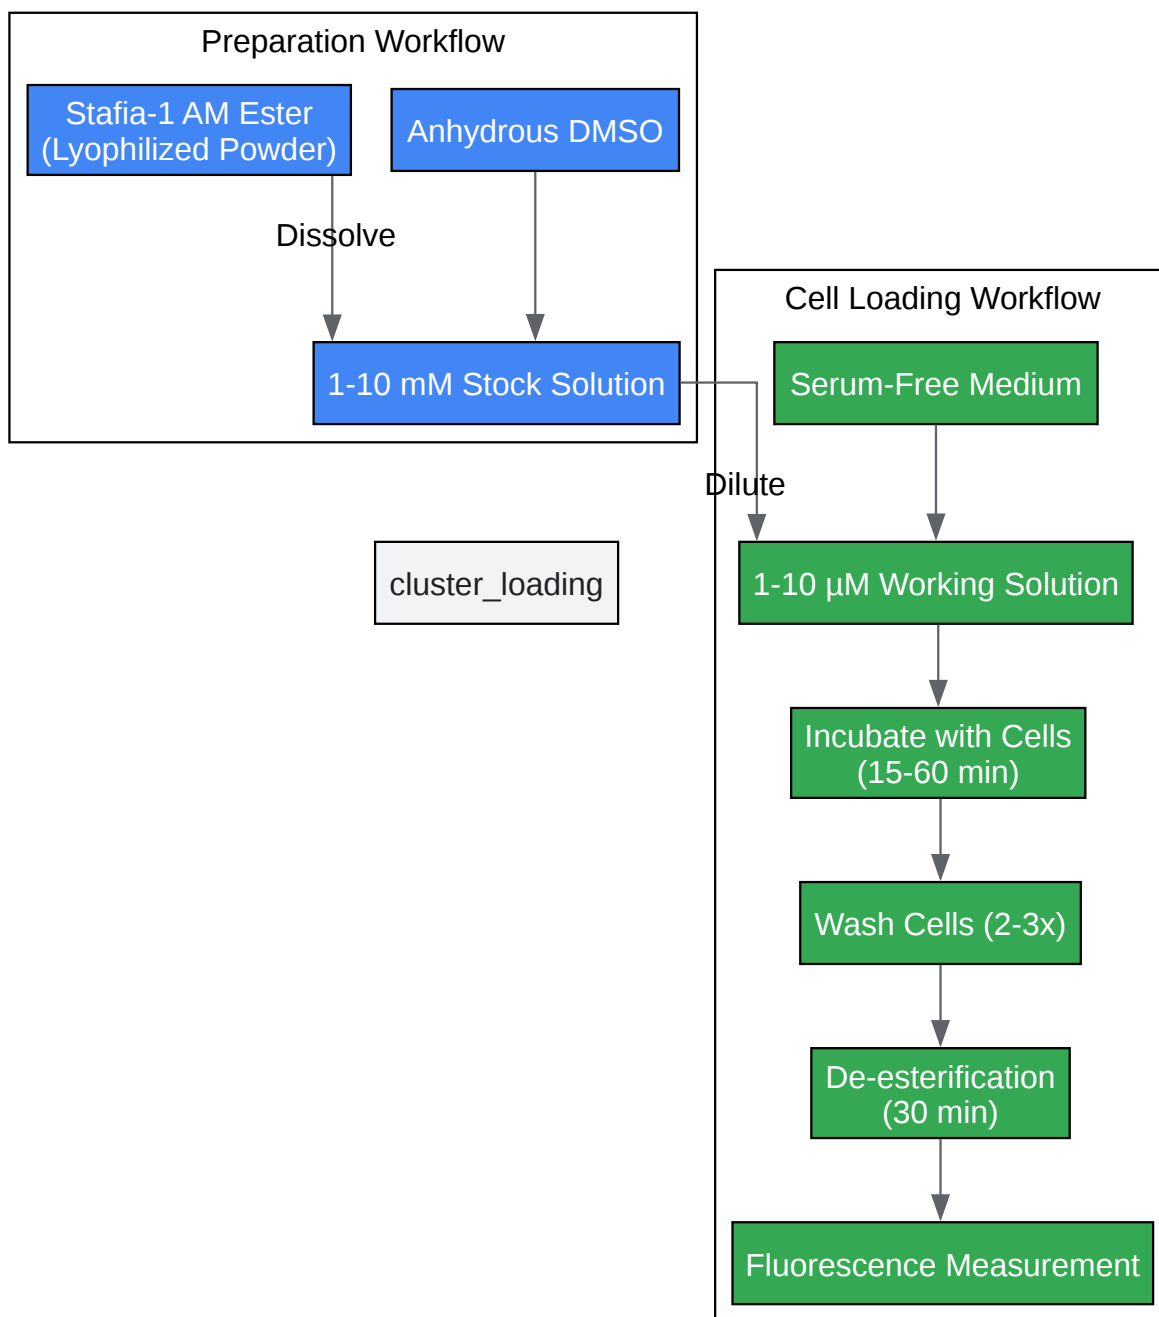 Preparation Workflow
Stafia-1 AM Ester
(Lyophilized Powder)
Anhydrous DMSO
Dissolve
1-10 mM Stock Solution
Cell Loading Workflow
Serum-Free Medium
Dilute
cluster_loading
1-10 µM Working Solution
Incubate with Cells
(15-60 min)
Wash Cells (2-3x)
De-esterification
(30 min)
Fluorescence Measurement